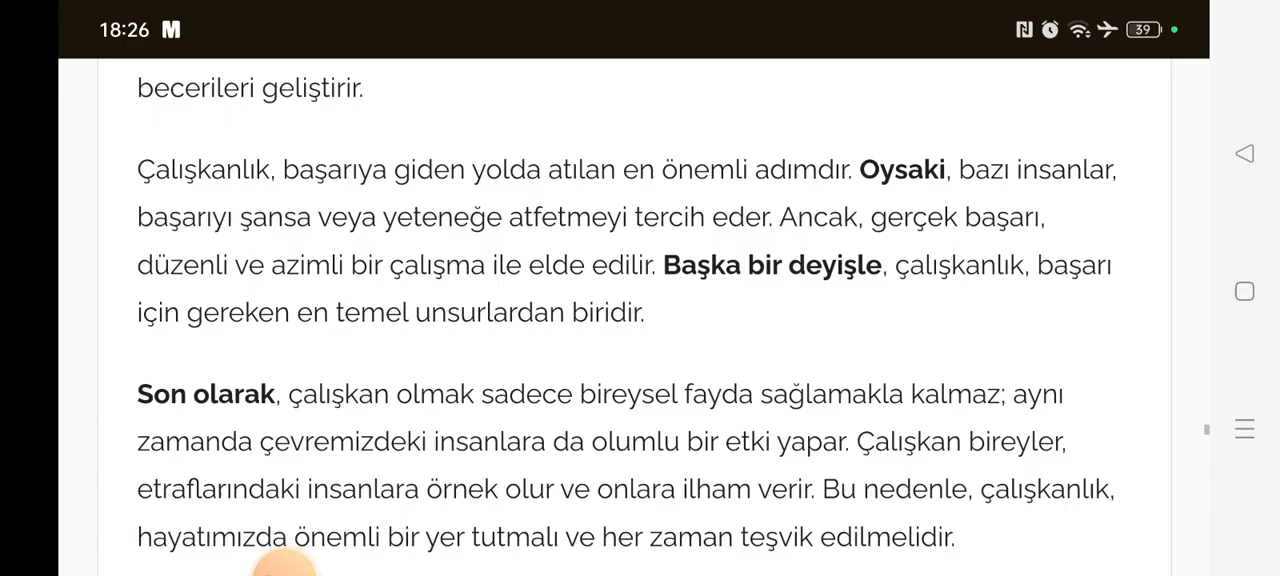 18:26 M
39
becerileri geliştirir.
Çalışkanlık, başarıya giden yolda atılan en önemli adımdır. Oysaki, bazı insanlar,
başarıyı şansa veya yeteneğe atfetmeyi tercih eder. Ancak, gerçek başarı,
düzenli ve azimli bir çalışma ile elde edilir. Başka bir deyişle, çalışkanlık, başarı
için gereken en temel unsurlardan biridir.
Son olarak, çalışkan olmak sadece bireysel fayda sağlamakla kalmaz; aynı
zamanda çevremizdeki insanlara da olumlu bir etki yapar. Çalışkan bireyler,
etraflarındaki insanlara örnek olur ve onlara ilham verir. Bu nedenle, çalışkanlık,
hayatımızda önemli bir yer tutmalı ve her zaman teşvik edilmelidir.